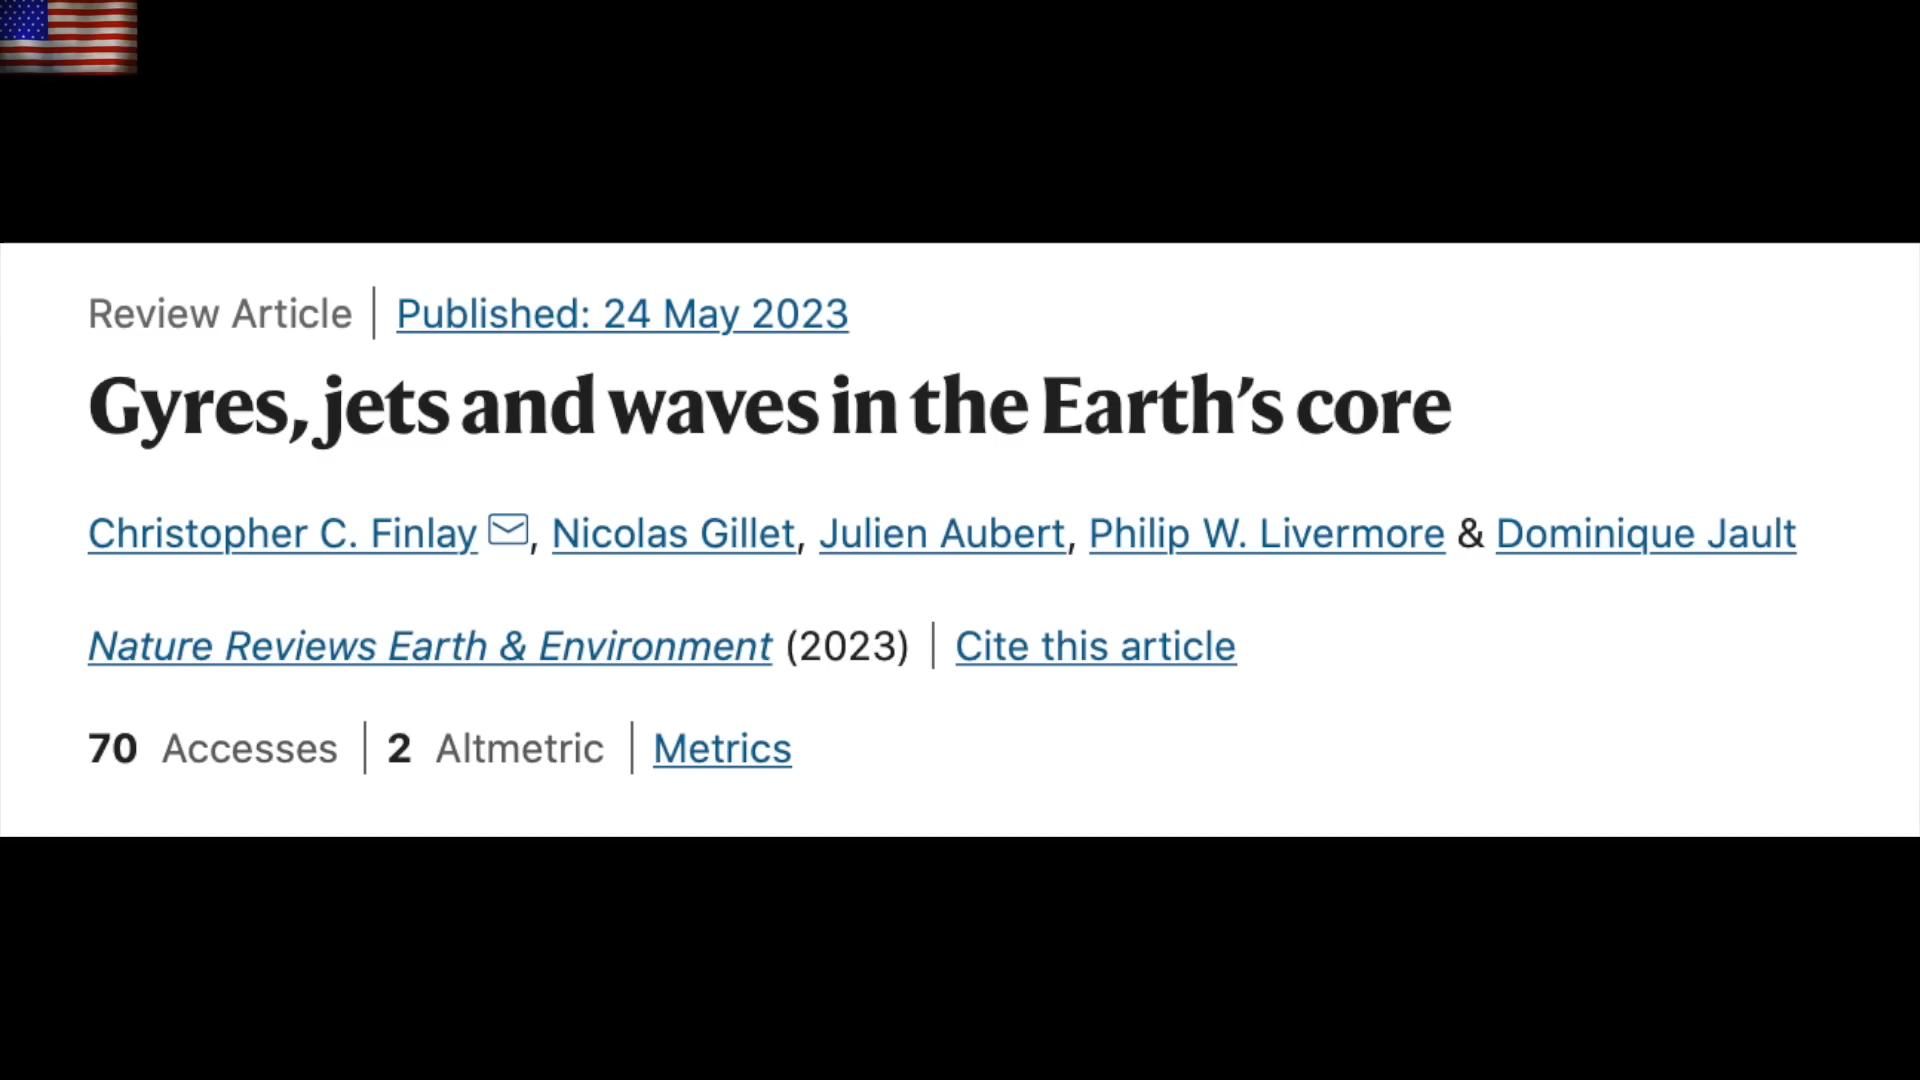 Review Article | Published: 24 May 2023
Gyres, jets and waves in the Earth’s core
Christopher C. Finlay, Nicolas Gillet, Julien Aubert, Philip W. Livermore & Dominique Jault
Nature Reviews Earth & Environment (2023) | Cite this article
70 Accesses | 2 Altmetric | Metrics